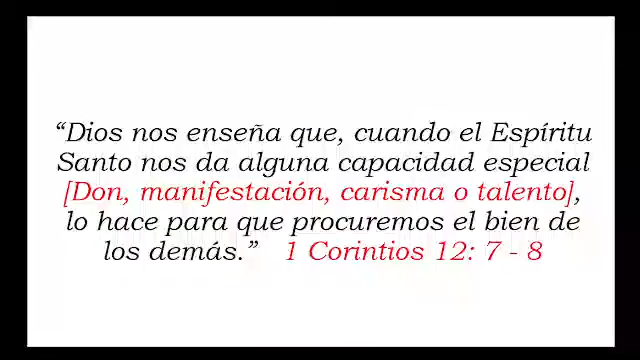 “Dios nos enseña que, cuando el Espíritu
Santo nos da alguna capacidad especial
[Don, manifestación, carisma o talento],
lo hace para que procuremos el bien de
los demás.” 1 Corintios 12: 7 - 8